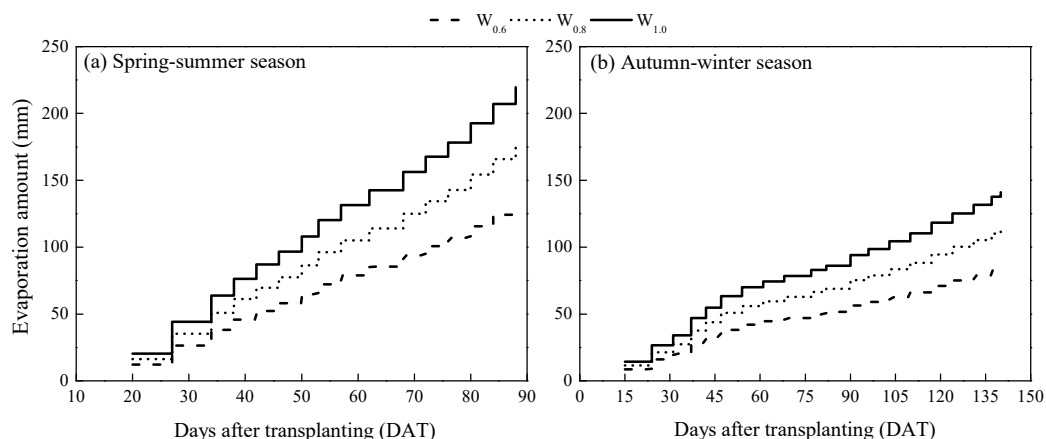 W0.6 W0.8 W1.0
(a) Spring-summer season
(b) Autumn-winter season
Evaporation amount (mm)
250
200
150
100
50
0
10 20 30 40 50 60 70 80 90
Days after transplanting (DAT)
250
200
150
100
50
0
0 15 30 45 60 75 90 105 120 135 150
Days after transplanting (DAT)